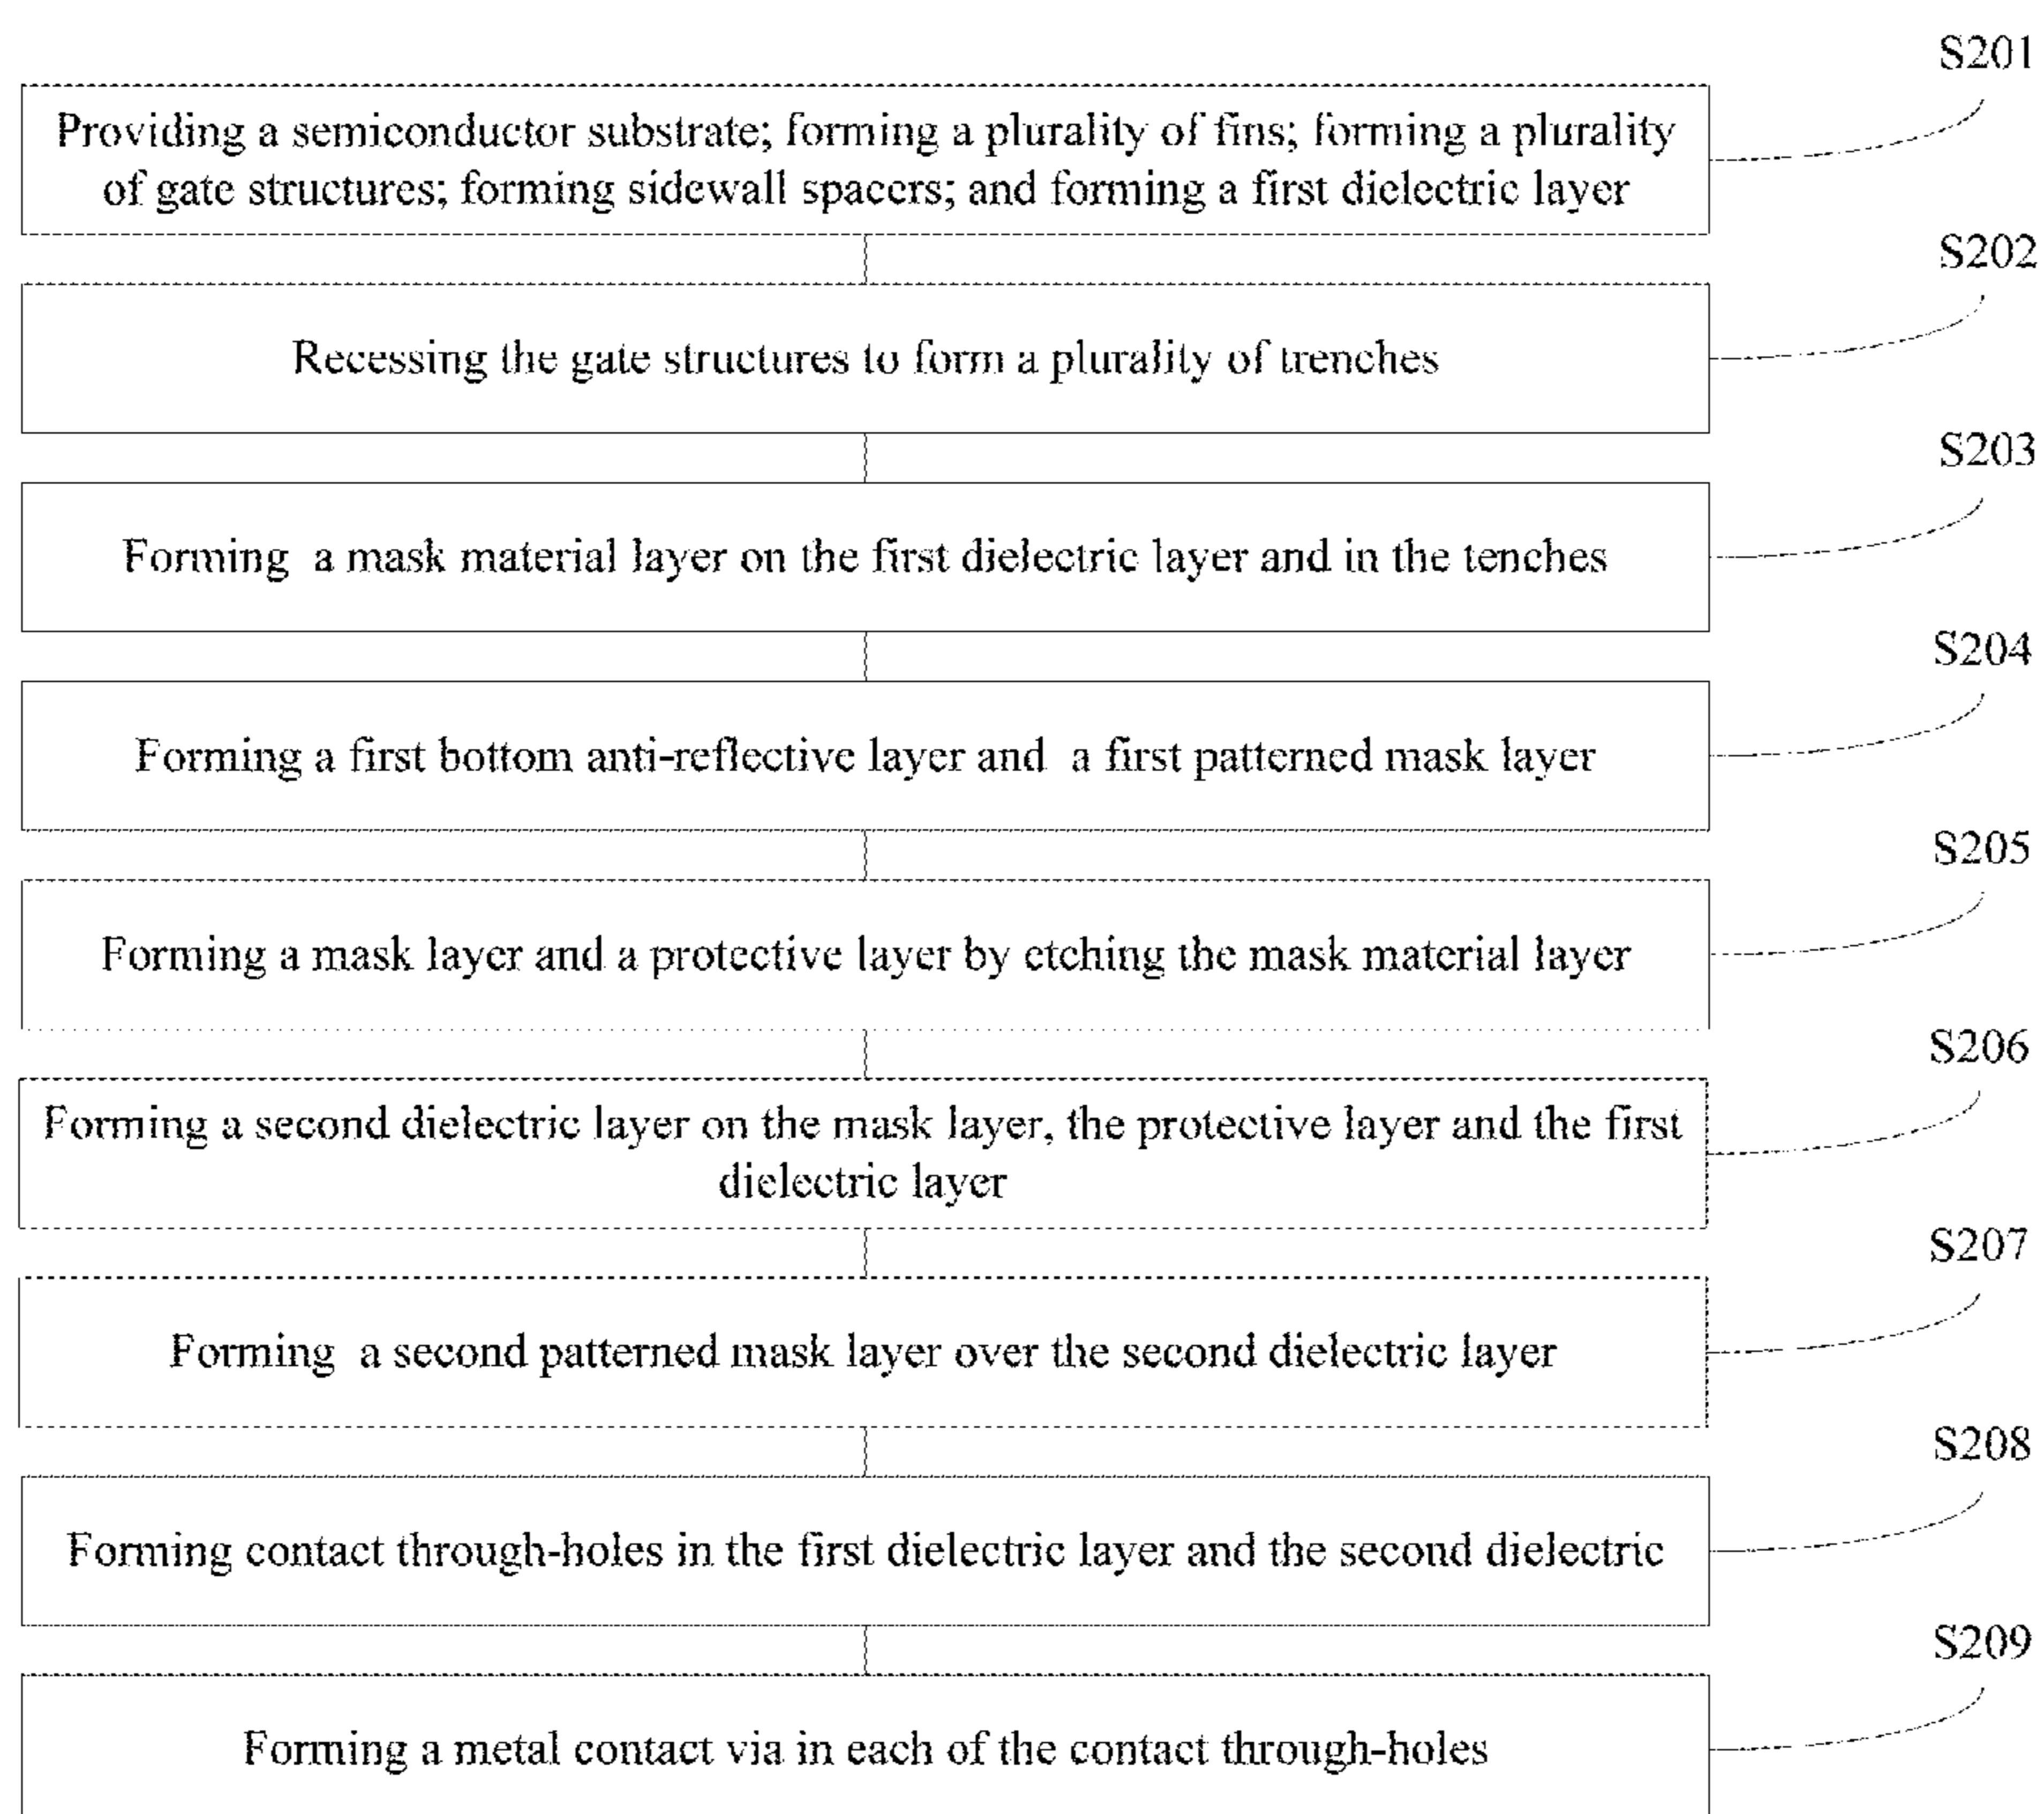 S201
Providing a semiconductor substrate; forming a plurality of fins; forming a plurality
of gate structures; forming sidewall spacers; and forming a first dielectric layer
S202
Recessing the gate structures to form a plurality of trenches
S203
Forming a mask material layer on the first dielectric layer and in the tenches
S204
Forming a first bottom anti-reflective layer and a first patterned mask layer
S205
Forming a mask layer and a protective layer by etching the mask material layer
S206
Forming a second dielectric layer on the mask layer, the protective layer and the first
dielectric layer
S207
Forming a second patterned mask layer over the second dielectric layer
S208
Forming contact through-holes in the first dielectric layer and the second dielectric
S209
Forming a metal contact via in each of the contact through-holes